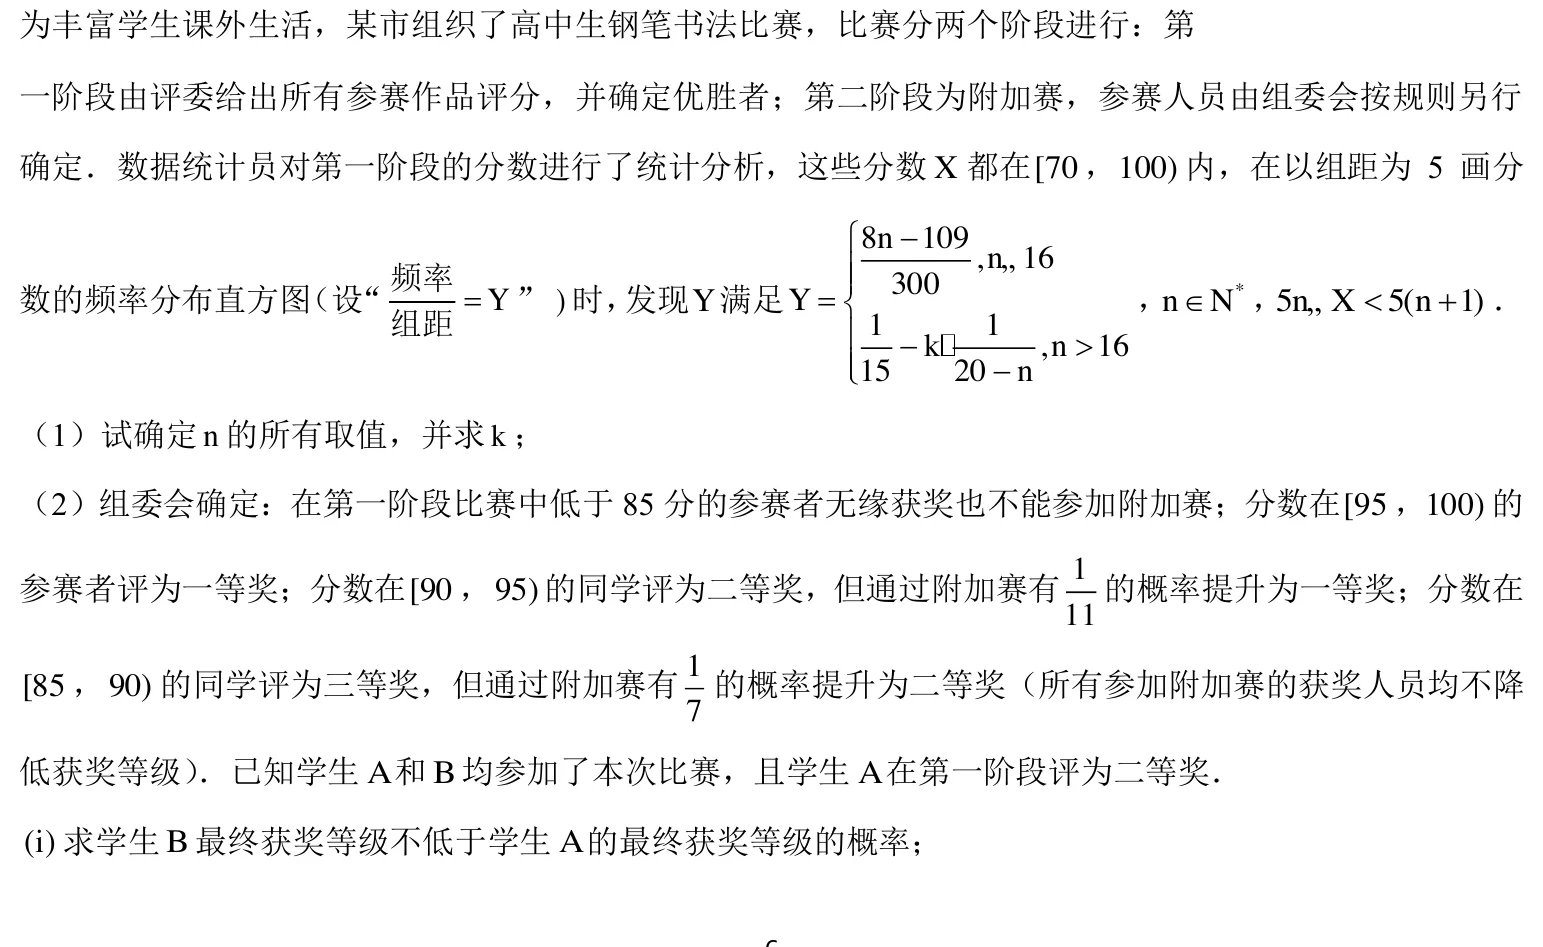 为丰富学生课外生活，某市组织了高中生钢笔书法比赛，比赛分两个阶段进行：第
一阶段由评委给出所有参赛作品评分，并确定优胜者；第二阶段为附加赛，参赛人员由组委会按规则另行
确定．数据统计员对第一阶段的分数进行了统计分析，这些分数 X 都在[70，100) 内，在以组距为 5 画分
数的频率分布直方图（设“频率/组距=Y”）时，发现 Y 满足 Y={(8n−109)/300,n,,16; 1/15−k□1/(20−n),n>16，n∈N*，5n,,X<5(n+1)．
（1）试确定 n 的所有取值，并求 k；
（2）组委会确定：在第一阶段比赛中低于 85 分的参赛者无缘获奖也不能参加附加赛；分数在[95，100) 的
参赛者评为一等奖；分数在[90，95) 的同学评为二等奖，但通过附加赛有 1/11 的概率提升为一等奖；分数在
[85，90) 的同学评为三等奖，但通过附加赛有 1/7 的概率提升为二等奖（所有参加附加赛的获奖人员均不降
低获奖等级）．已知学生 A 和 B 均参加了本次比赛，且学生 A 在第一阶段评为二等奖．
(i) 求学生 B 最终获奖等级不低于学生 A 的最终获奖等级的概率；